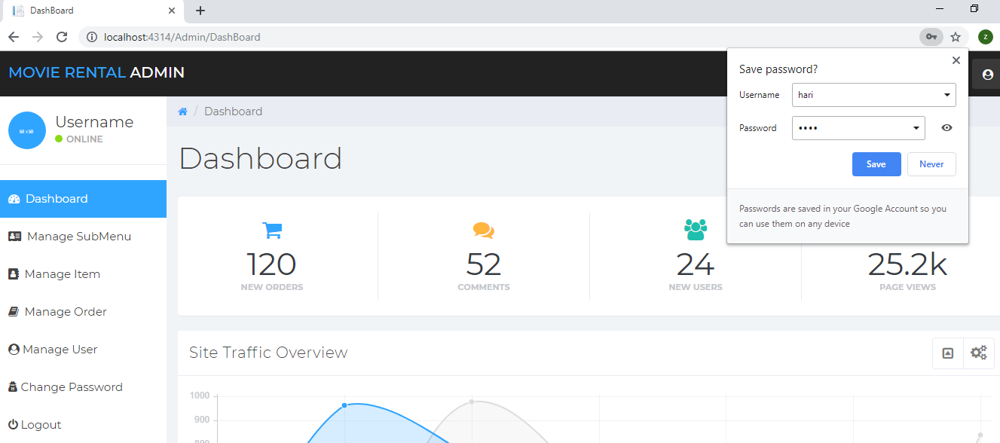 DashBoard
localhost:4314/Admin/DashBoard
z
MOVIE RENTAL ADMIN
Save password?
Username hari
Password ••••
Save Never
Passwords are saved in your Google Account so you
can use them on any device
50 x 50
Username
ONLINE
Dashboard
Manage SubMenu
Manage Item
Manage Order
Manage User
Change Password
Logout
/ Dashboard
Dashboard
120
NEW ORDERS
52
COMMENTS
24
NEW USERS
25.2k
PAGE VIEWS
Site Traffic Overview
1000
900
800